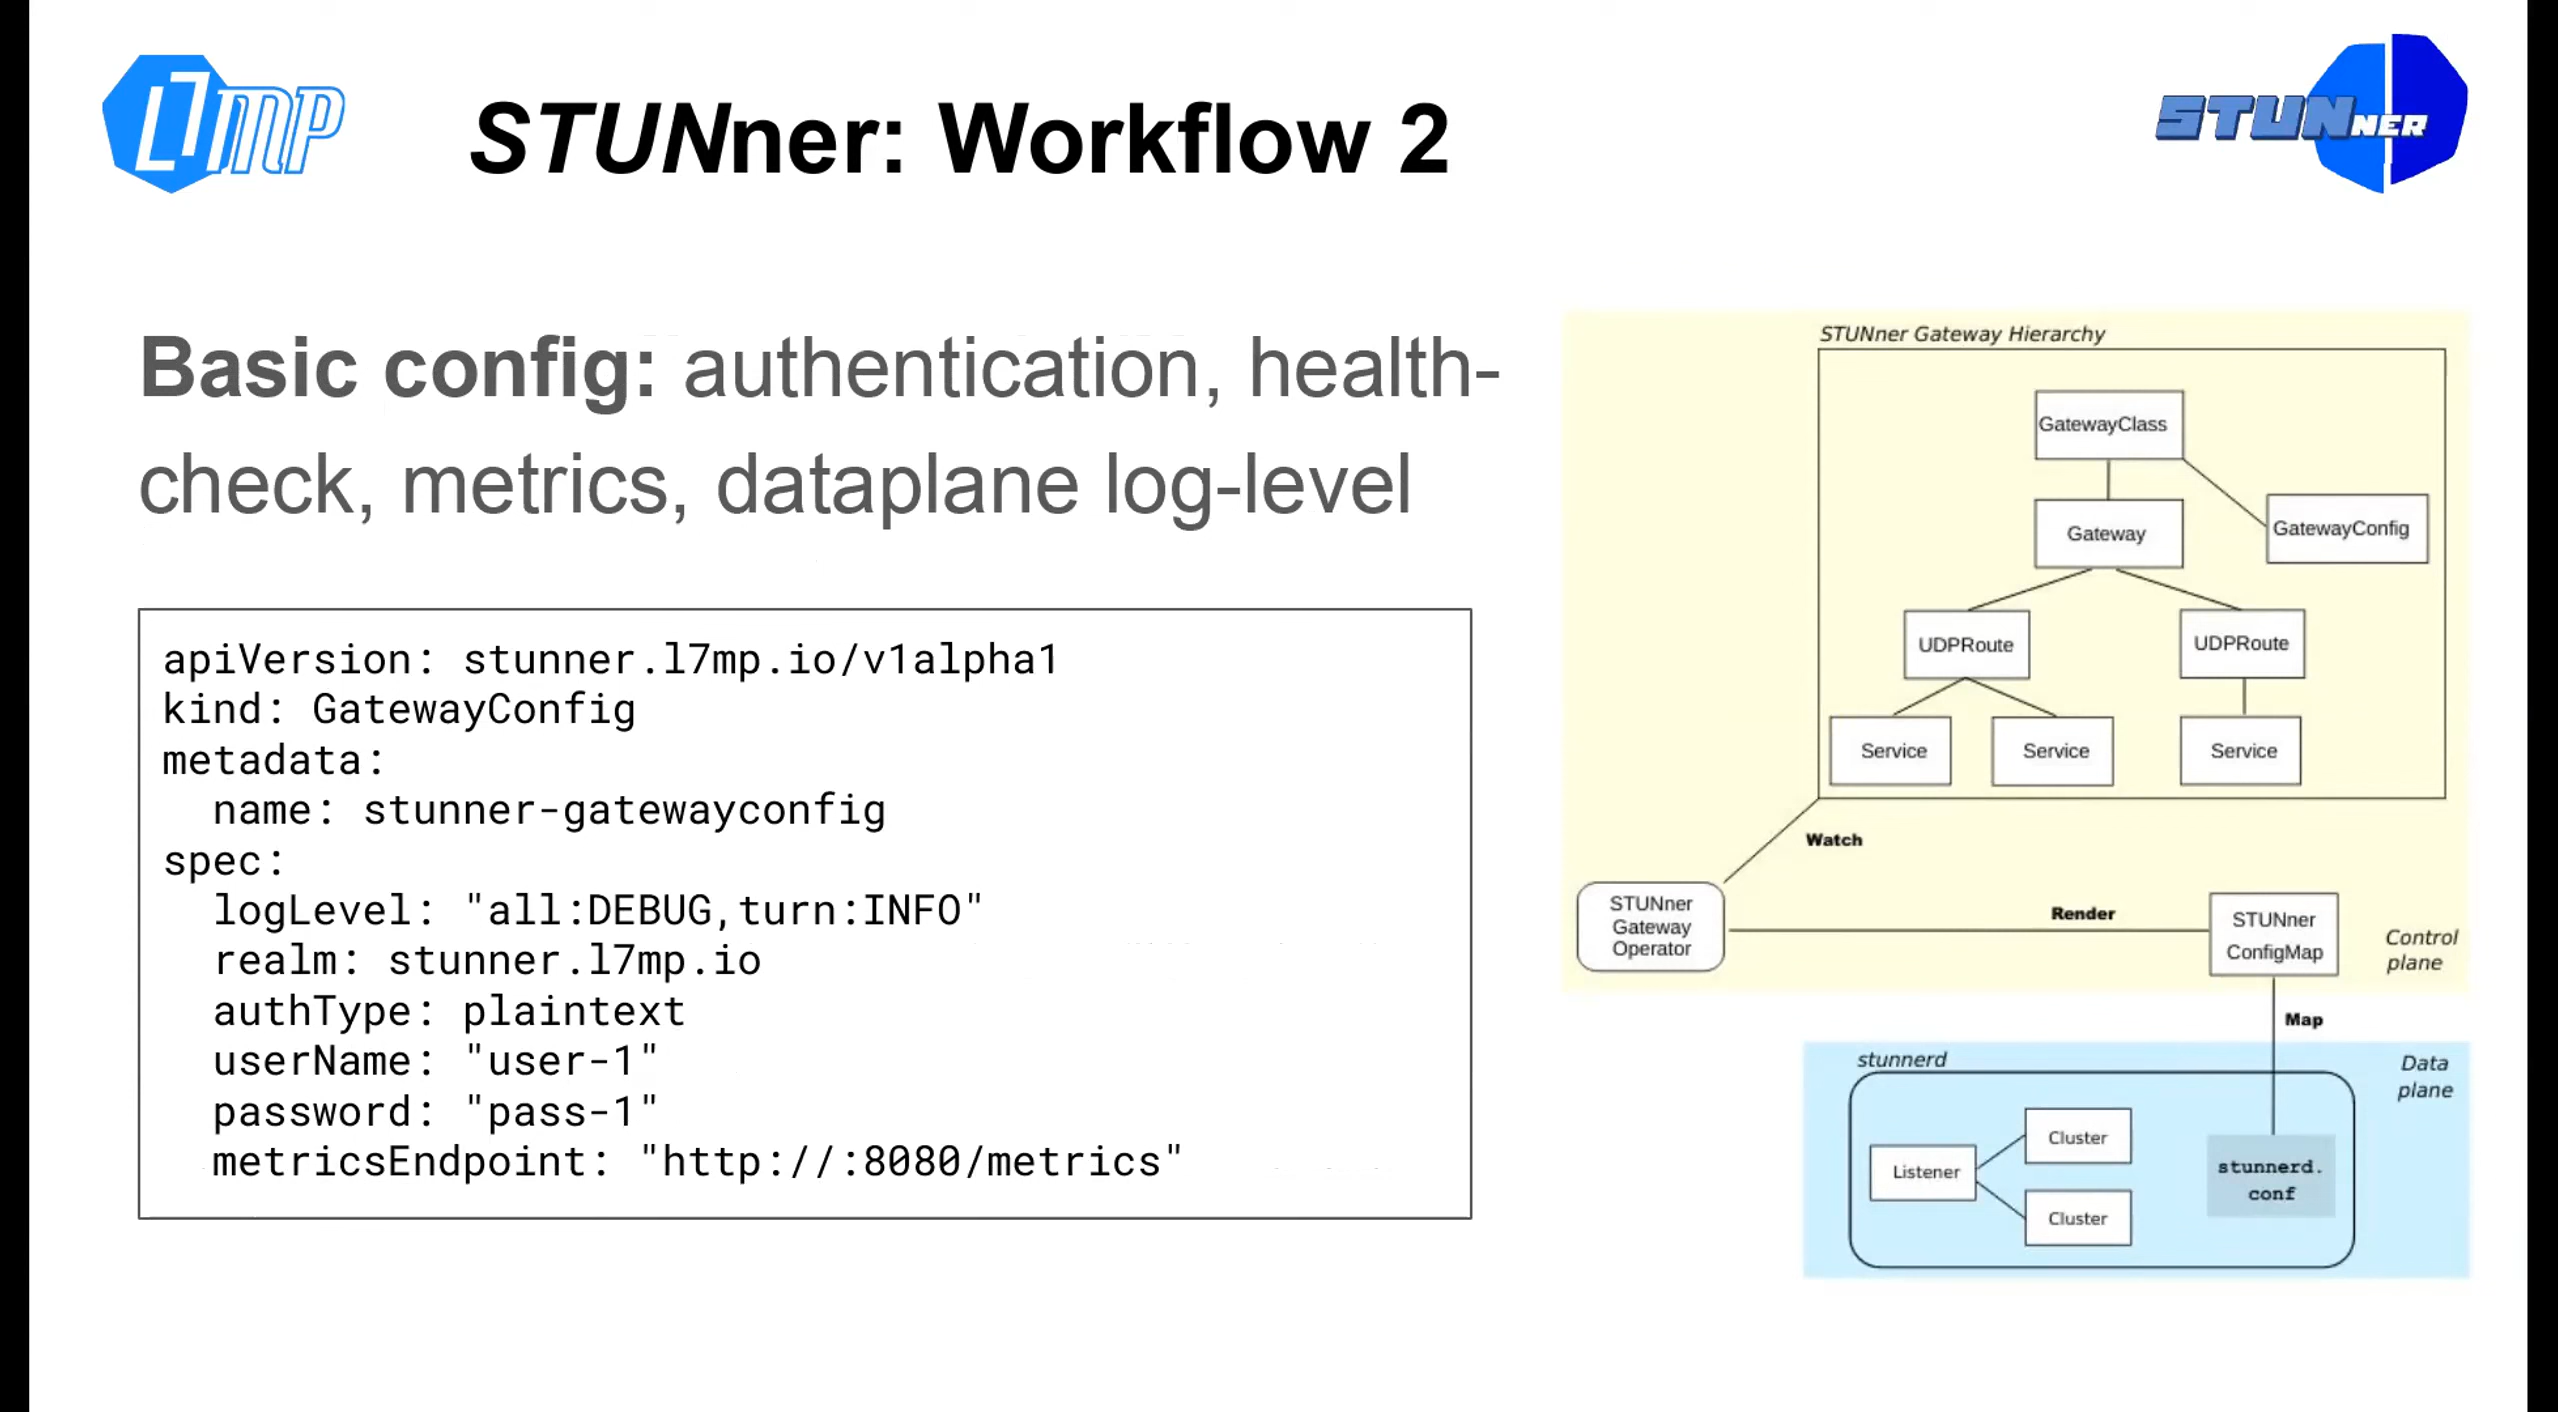 L7MP
STUNner: Workflow 2
STUNNER
Basic config: authentication, health-
check, metrics, dataplane log-level
apiVersion: stunner.l7mp.io/v1alpha1
kind: GatewayConfig
metadata:
  name: stunner-gatewayconfig
spec:
  logLevel: "all:DEBUG,turn:INFO"
  realm: stunner.l7mp.io
  authType: plaintext
  userName: "user-1"
  password: "pass-1"
  metricsEndpoint: "http://:8080/metrics"
STUNner Gateway Hierarchy
GatewayClass
Gateway
GatewayConfig
UDPRoute
UDPRoute
Service
Service
Service
Watch
STUNner
Gateway
Operator
Render
STUNner
ConfigMap
Control
plane
Map
stunnerd
Data
plane
Listener
Cluster
Cluster
stunnerd.
conf